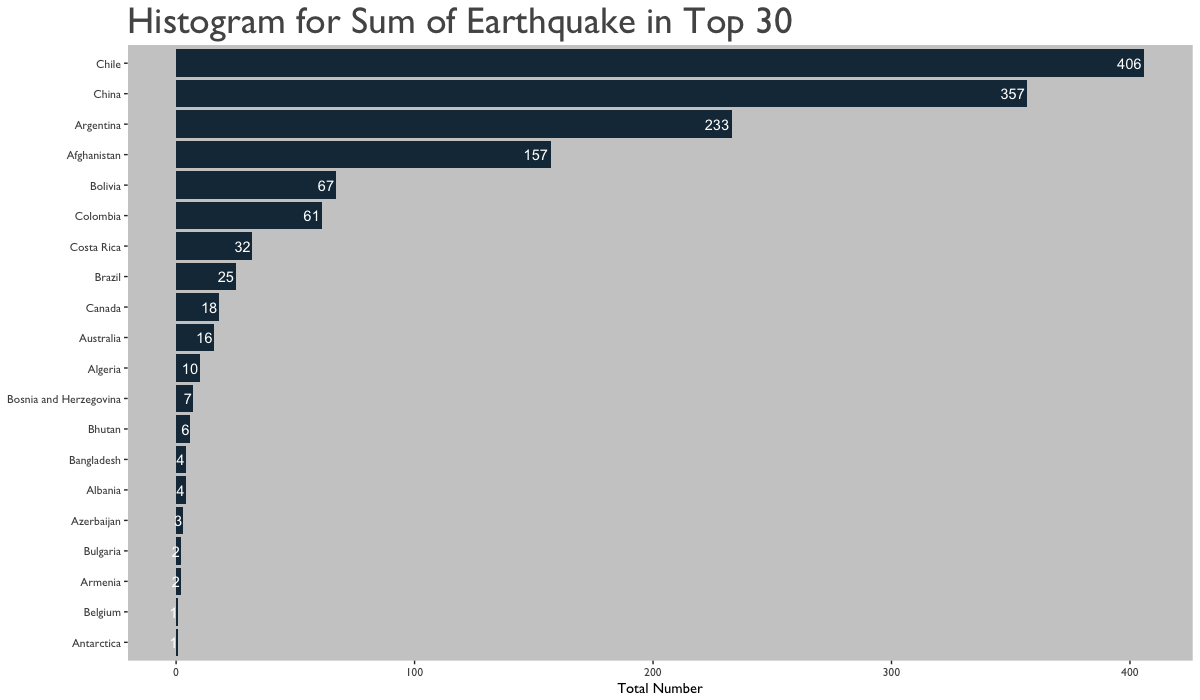 Histogram for Sum of Earthquake in Top 30
Chile 406
China 357
Argentina 233
Afghanistan 157
Bolivia 67
Colombia 61
Costa Rica 32
Brazil 25
Canada 18
Australia 16
Algeria 10
Bosnia and Herzegovina 7
Bhutan 6
Bangladesh 4
Albania 4
Azerbaijan 3
Bulgaria 2
Armenia 2
Belgium 1
Antarctica 1
0 100 200 300 400
Total Number